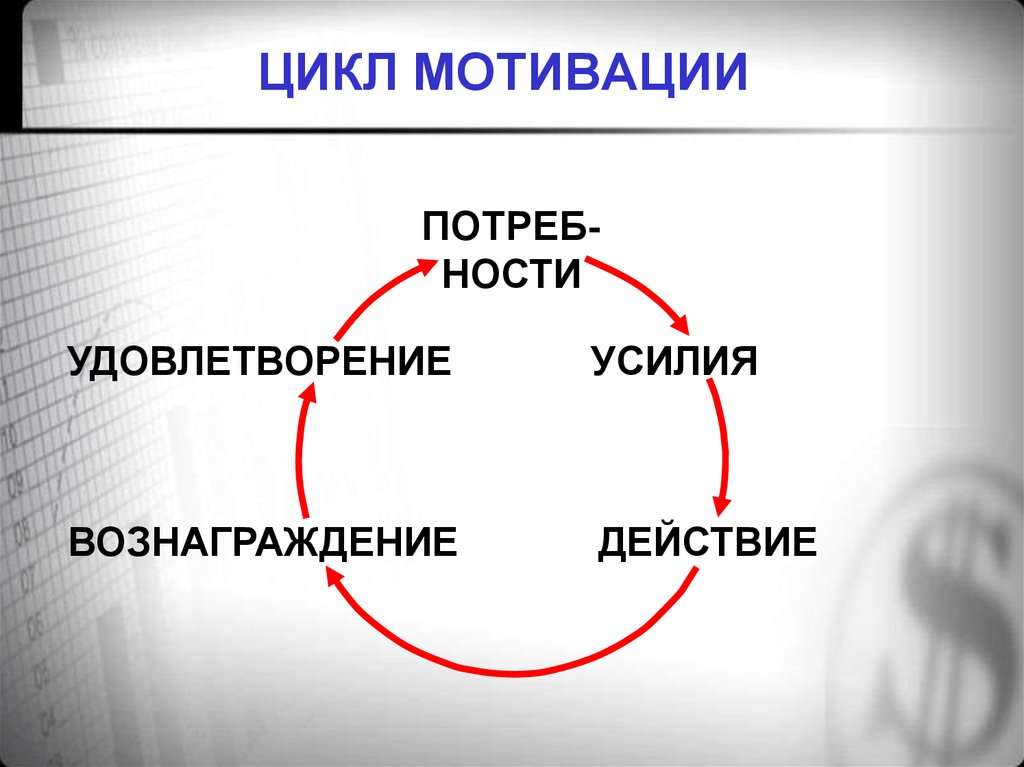 ЦИКЛ МОТИВАЦИИ
ПОТРЕБ-
НОСТИ
УДОВЛЕТВОРЕНИЕ
УСИЛИЯ
ВОЗНАГРАЖДЕНИЕ
ДЕЙСТВИЕ